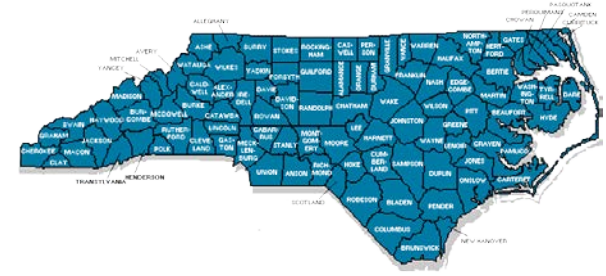 PASQUOTANK
PERQUIMANS
CAMDEN
CHOWAN
CURRITUCK
ALLEGHANY
ASHE
SURRY
STOKES
ROCKING-
HAM
CAS-
WELL
PER-
SON
GRANVILLE
VANCE
WARREN
NORTH-
AMP-
TON
GATES
HERT-
FORD
HALIFAX
AVERY
MITCHELL
YANCEY
WATAUGA
WILKES
YADKIN
FORSYTH
GUILFORD
ALAMANCE
ORANGE
DURHAM
FRANKLIN
NASH
EDGE-
COMBE
BERTIE
MARTIN
WASH-
ING-
TON
TYR-
RELL
DARE
MADISON
CALD-
WELL
ALEX-
ANDER
IRE-
DELL
DAVIE
DAVID-
SON
RANDOLPH
CHATHAM
WAKE
WILSON
PITT
BEAUFORT
HYDE
BUN-
COMBE
MCDOWELL
BURKE
CATAWBA
ROWAN
JOHNSTON
GREENE
HAYWOOD
SWAIN
GRAHAM
JACKSON
RUTHER-
FORD
LINCOLN
CABAR-
RUS
MONT-
GOM-
ERY
MOORE
LEE
HARNETT
WAYNE
LENOIR
CRAVEN
PAMLICO
CHEROKEE
MACON
CLAY
POLK
CLEVE-
LAND
GAS-
TON
MECK-
LEN-
BURG
STANLY
RICH-
MOND
HOKE
CUM-
BER-
LAND
SAMPSON
DUPLIN
JONES
CARTERET
TRANSYLVANIA
HENDERSON
UNION
ANSON
ONSLOW
SCOTLAND
ROBESON
BLADEN
PENDER
COLUMBUS
NEW HANOVER
BRUNSWICK